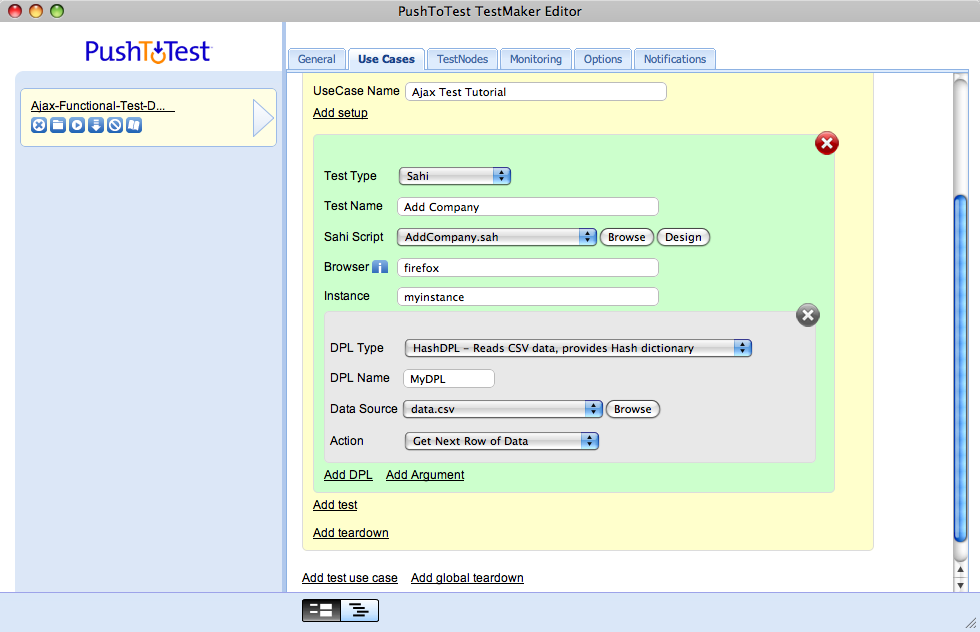 PushToTest TestMaker Editor
PushToTest
General Use Cases TestNodes Monitoring Options Notifications
Ajax-Functional-Test-D...
UseCase Name Ajax Test Tutorial
Add setup
Test Type Sahi
Test Name Add Company
Sahi Script AddCompany.sah Browse Design
Browser i firefox
Instance myinstance
DPL Type HashDPL – Reads CSV data, provides Hash dictionary
DPL Name MyDPL
Data Source data.csv Browse
Action Get Next Row of Data
Add DPL Add Argument
Add test
Add teardown
Add test use case Add global teardown